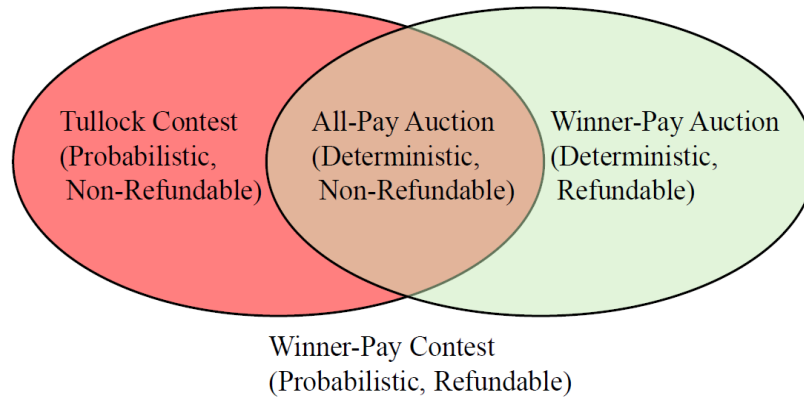 Tullock Contest
(Probabilistic,
Non-Refundable)
All-Pay Auction
(Deterministic,
Non-Refundable)
Winner-Pay Auction
(Deterministic,
Refundable)
Winner-Pay Contest
(Probabilistic, Refundable)